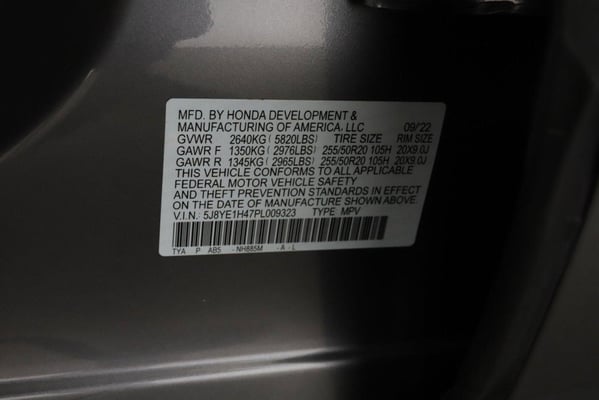 MFD. BY HONDA DEVELOPMENT &
MANUFACTURING OF AMERICA, LLC 09/22
GVWR 2640KG (5820LBS) TIRE SIZE RIM SIZE
GAWR F 1350KG (2976LBS) 255/50R20 105H 20X9.0J
GAWR R 1345KG (2965LBS) 255/50R20 105H 20X9.0J
THIS VEHICLE CONFORMS TO ALL APPLICABLE
FEDERAL MOTOR VEHICLE SAFETY
AND THEFT PREVENTION STANDARDS IN EFFECT
ON THE DATE OF MANUFACTURE SHOWN ABOVE.
V.I.N.: 5J8YE1H47PL009323 TYPE: MPV
TYA P AB5 -NH885M -A -L